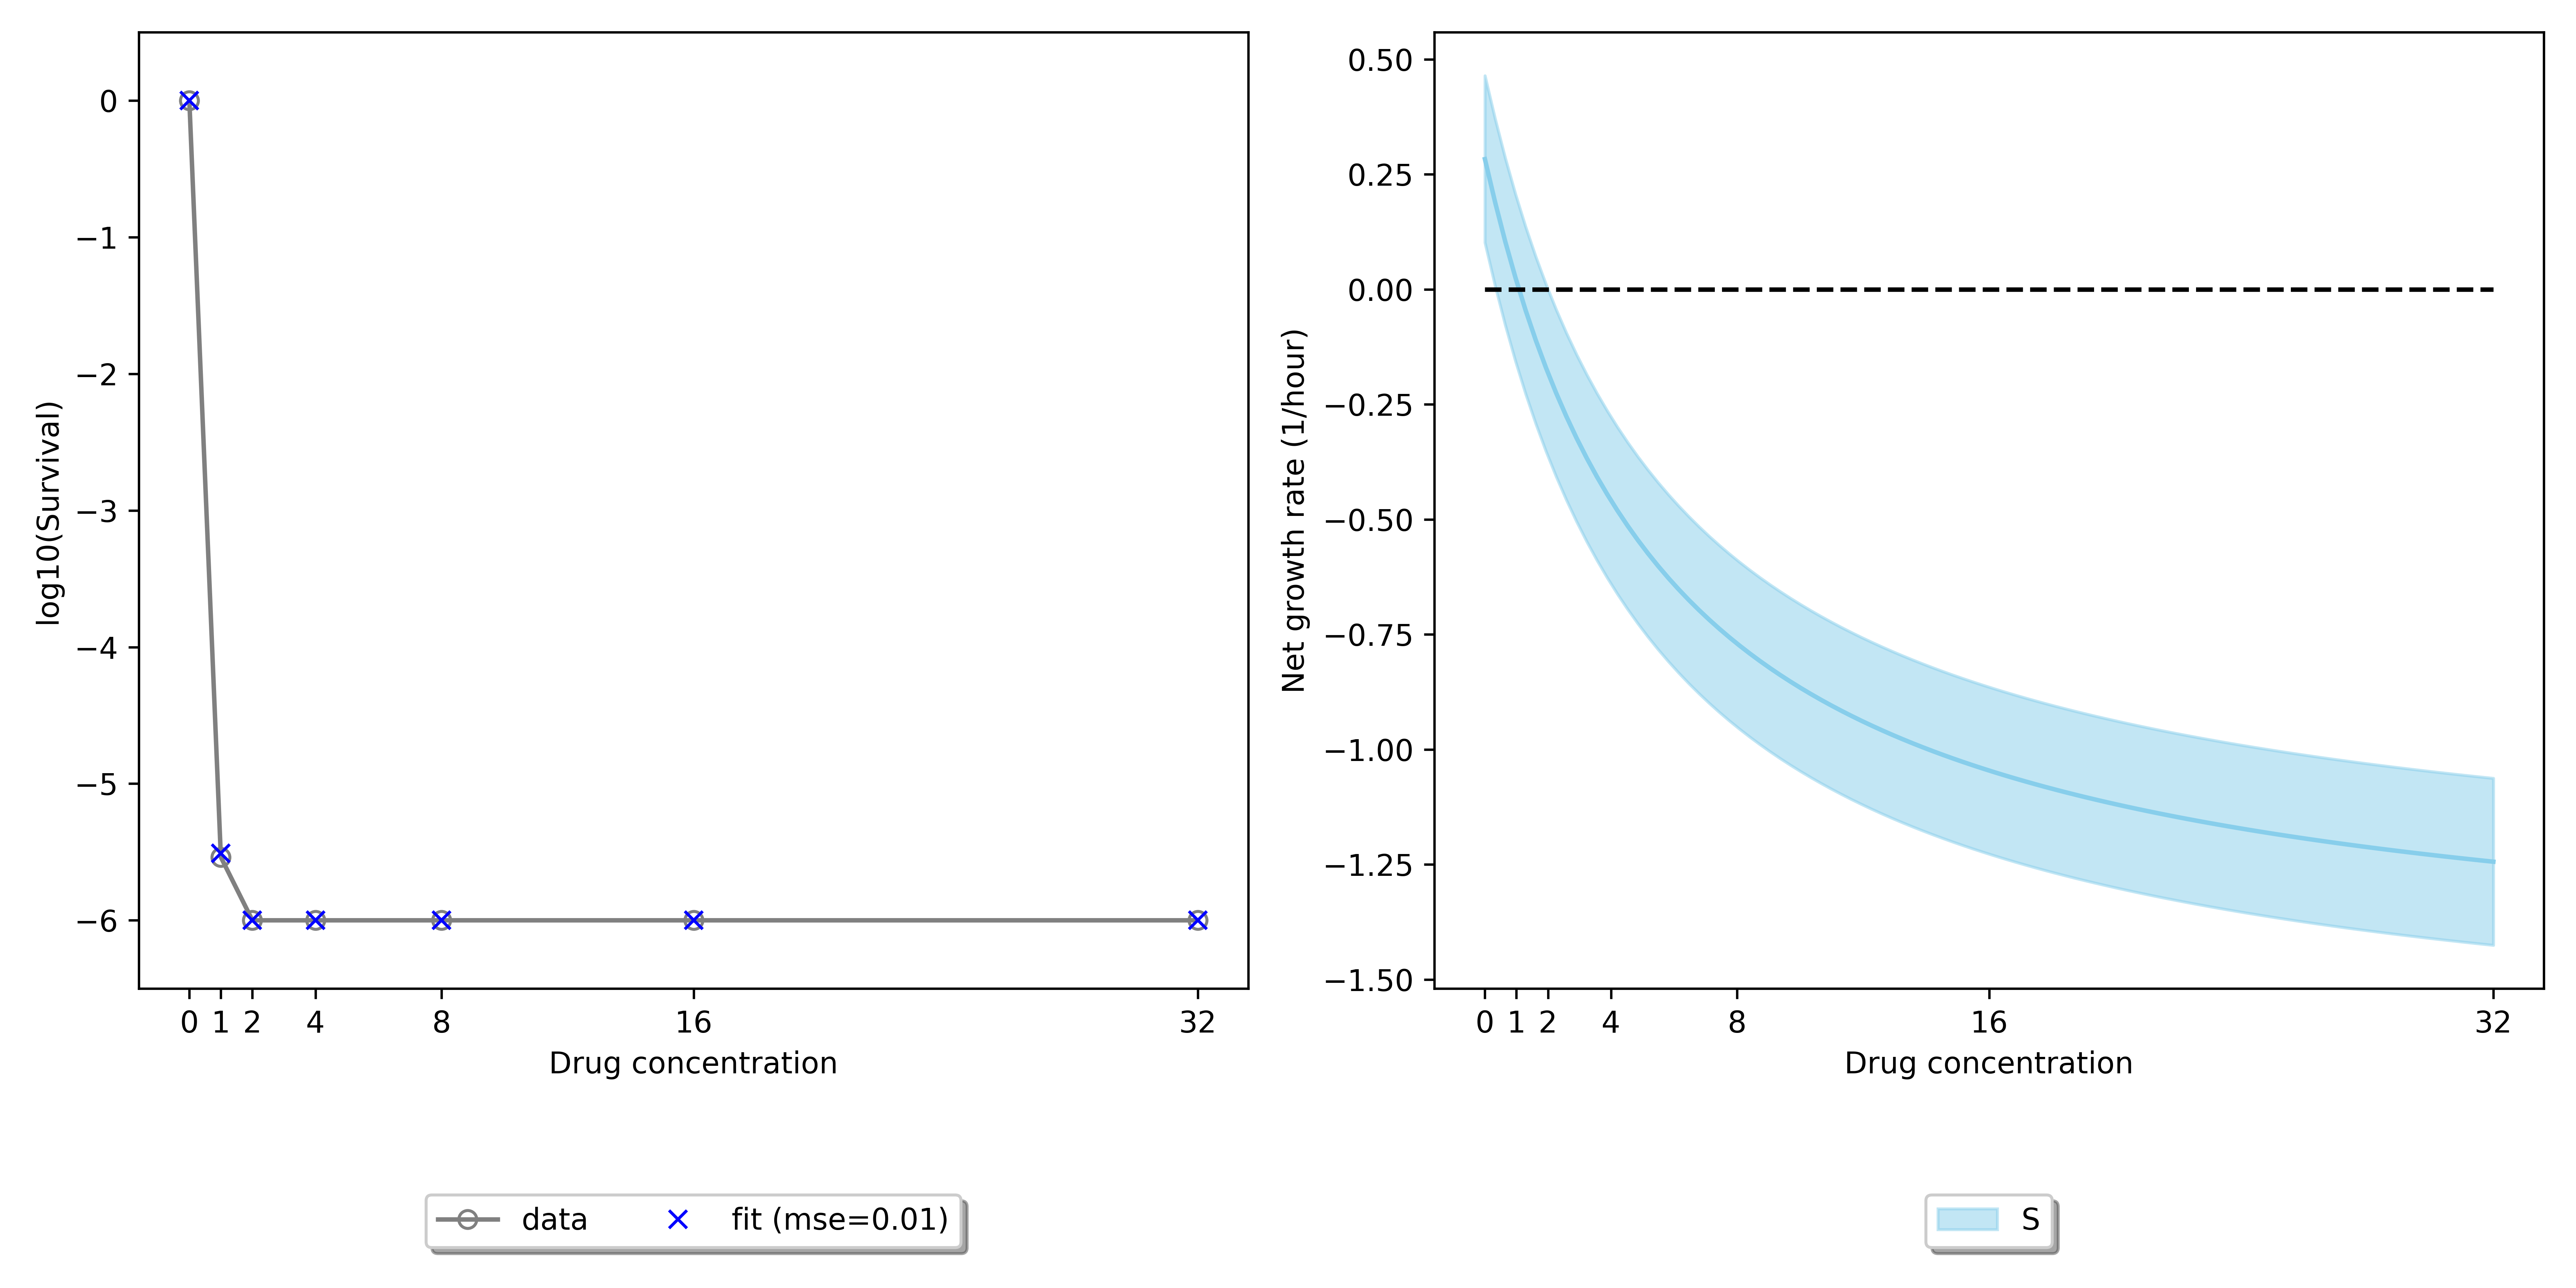 0
−1
−2
−3
−4
−5
−6
log10(Survival)
0 1 2 4 8 16 32
Drug concentration
data fit (mse=0.01)
0.50
0.25
0.00
−0.25
−0.50
−0.75
−1.00
−1.25
−1.50
Net growth rate (1/hour)
0 1 2 4 8 16 32
Drug concentration
S